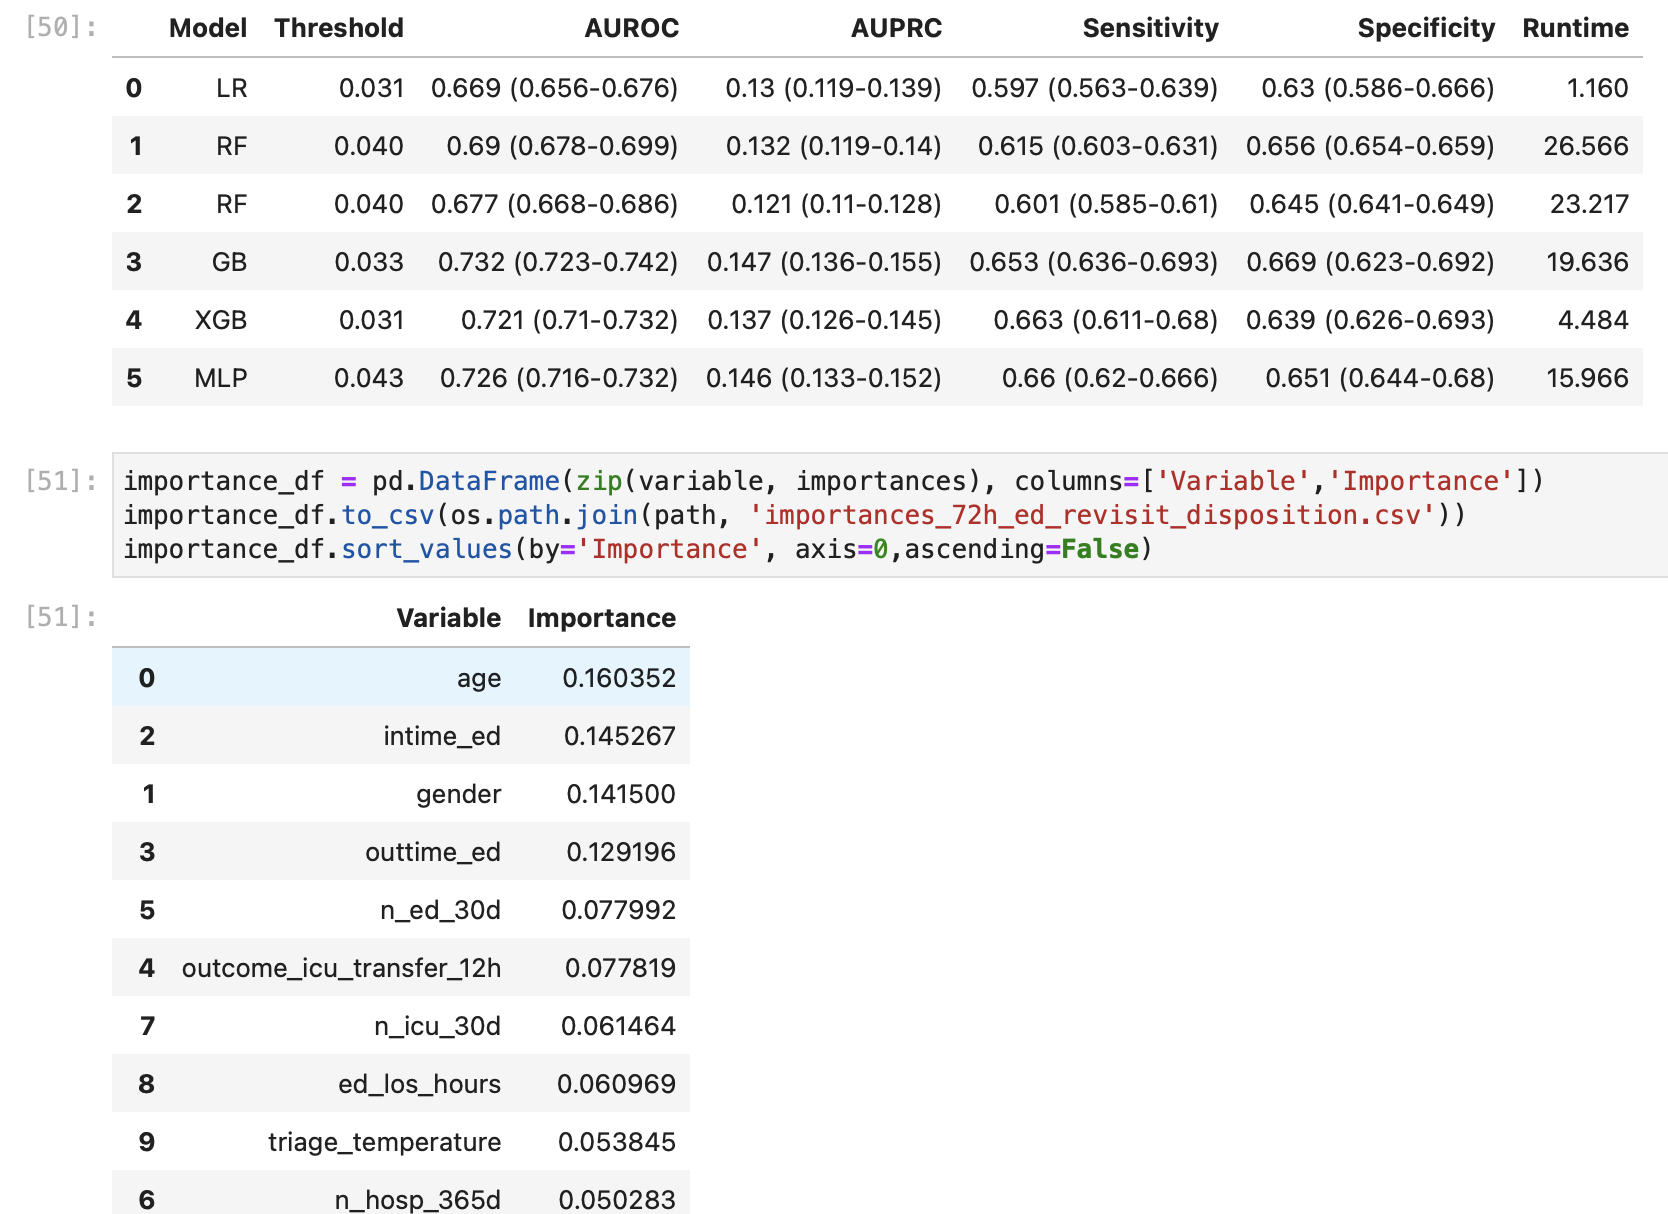 [50]: Model Threshold AUROC AUPRC Sensitivity Specificity Runtime
0 LR 0.031 0.669 (0.656-0.676) 0.13 (0.119-0.139) 0.597 (0.563-0.639) 0.63 (0.586-0.666) 1.160
1 RF 0.040 0.69 (0.678-0.699) 0.132 (0.119-0.14) 0.615 (0.603-0.631) 0.656 (0.654-0.659) 26.566
2 RF 0.040 0.677 (0.668-0.686) 0.121 (0.11-0.128) 0.601 (0.585-0.61) 0.645 (0.641-0.649) 23.217
3 GB 0.033 0.732 (0.723-0.742) 0.147 (0.136-0.155) 0.653 (0.636-0.693) 0.669 (0.623-0.692) 19.636
4 XGB 0.031 0.721 (0.71-0.732) 0.137 (0.126-0.145) 0.663 (0.611-0.68) 0.639 (0.626-0.693) 4.484
5 MLP 0.043 0.726 (0.716-0.732) 0.146 (0.133-0.152) 0.66 (0.62-0.666) 0.651 (0.644-0.68) 15.966
[51]: importance_df = pd.DataFrame(zip(variable, importances), columns=['Variable','Importance'])
importance_df.to_csv(os.path.join(path, 'importances_72h_ed_revisit_disposition.csv'))
importance_df.sort_values(by='Importance', axis=0,ascending=False)
[51]: Variable Importance
0 age 0.160352
2 intime_ed 0.145267
1 gender 0.141500
3 outtime_ed 0.129196
5 n_ed_30d 0.077992
4 outcome_icu_transfer_12h 0.077819
7 n_icu_30d 0.061464
8 ed_los_hours 0.060969
9 triage_temperature 0.053845
6 n_hosp_365d 0.050283